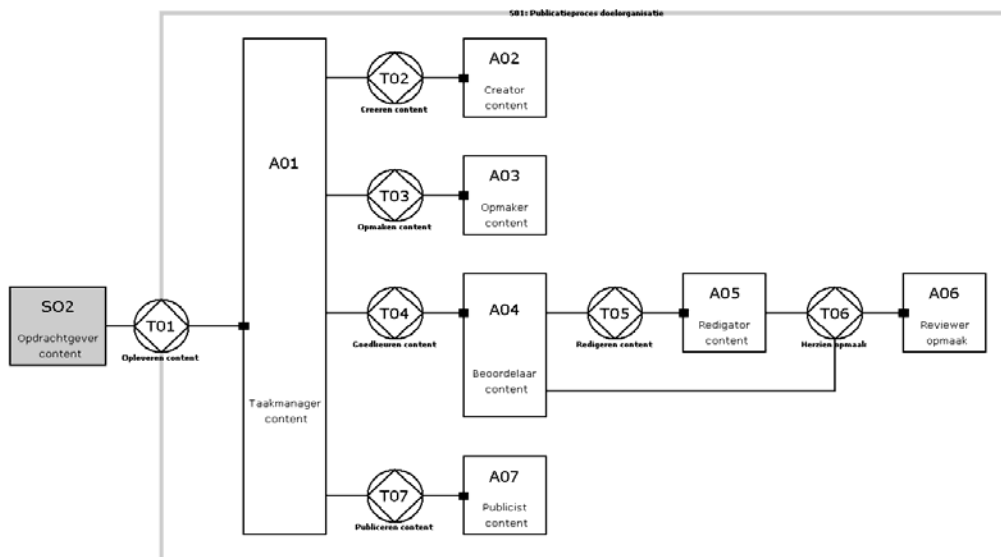 S01: Publicatieproces doelorganisatie
A02
Creator
content
T02
Creeren content
A01
Taakmanager
content
A03
Opmaker
content
T03
Opmaken content
SO2
Opdrachtgever
content
T01
Opleveren content
T04
Goedkeuren content
A04
Beoordelaar
content
T05
Redigeren content
A05
Redigator
content
T06
Herzien opmaak
A06
Reviewer
opmaak
T07
Publiceren content
A07
Publicist
content